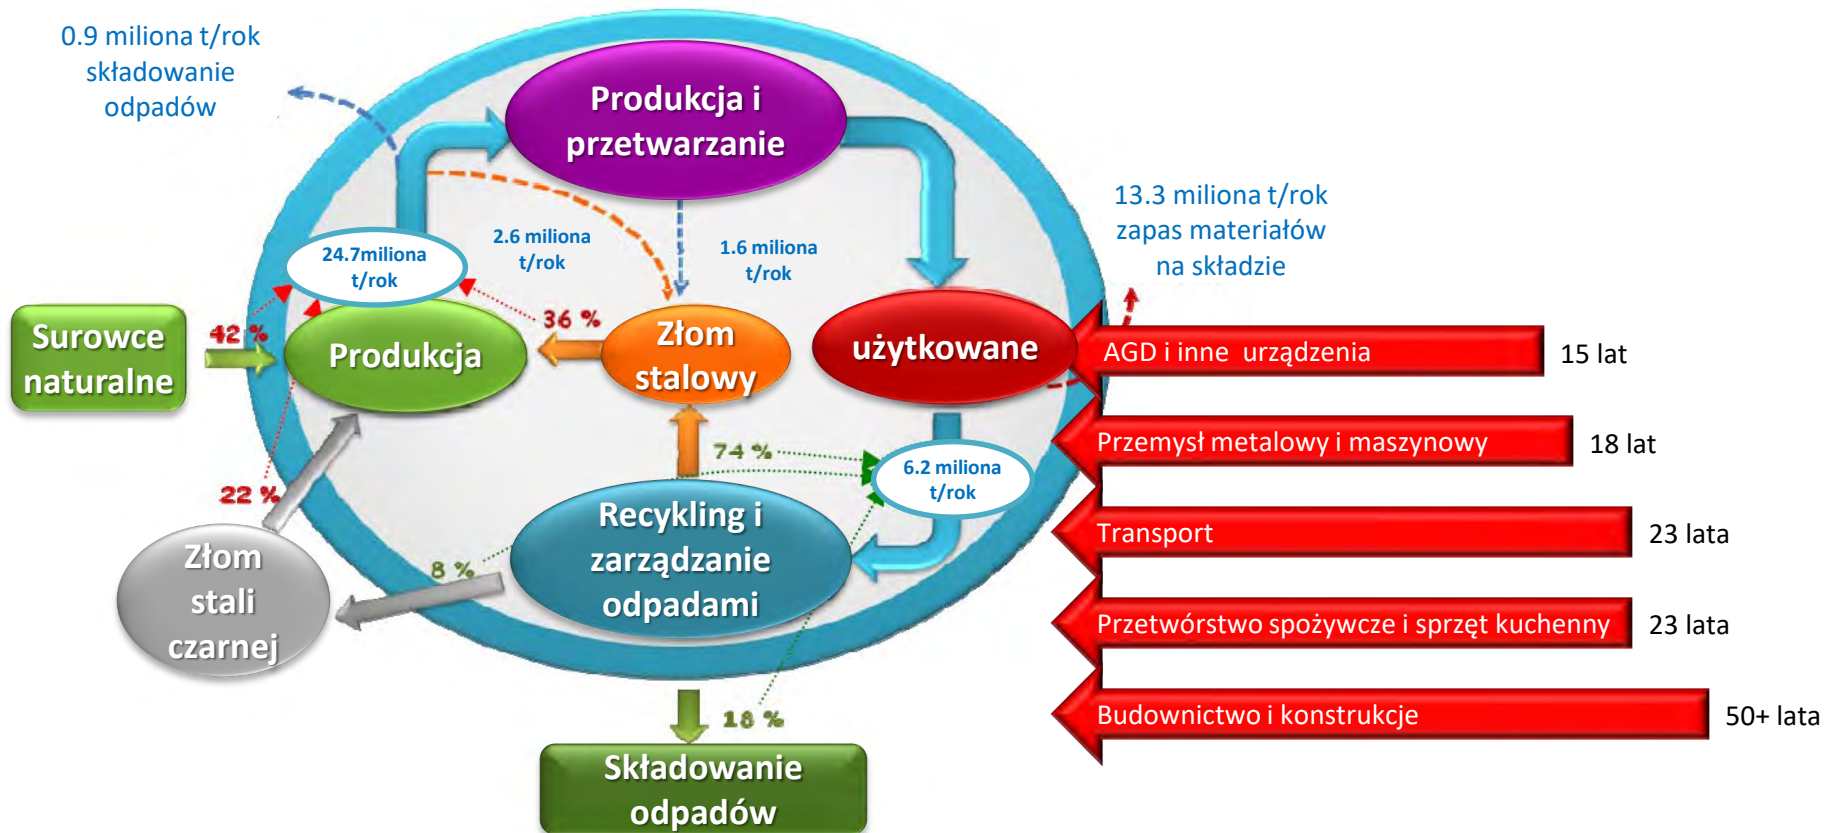 0.9 miliona t/rok
składowanie
odpadów
Produkcja i
przetwarzanie
13.3 miliona t/rok
zapas materiałów
na składzie
24.7miliona
t/rok
2.6 miliona
t/rok
1.6 miliona
t/rok
Surowce
naturalne
42 %
Produkcja
36 %
Złom
stalowy
użytkowane
AGD i inne  urządzenia
15 lat
Przemysł metalowy i maszynowy
18 lat
74 %
6.2 miliona
t/rok
22 %
Recykling i
zarządzanie
odpadami
Transport
23 lata
Złom
stali
czarnej
8 %
Przetwórstwo spożywcze i sprzęt kuchenny
23 lata
Budownictwo i konstrukcje
50+ lata
18 %
Składowanie
odpadów